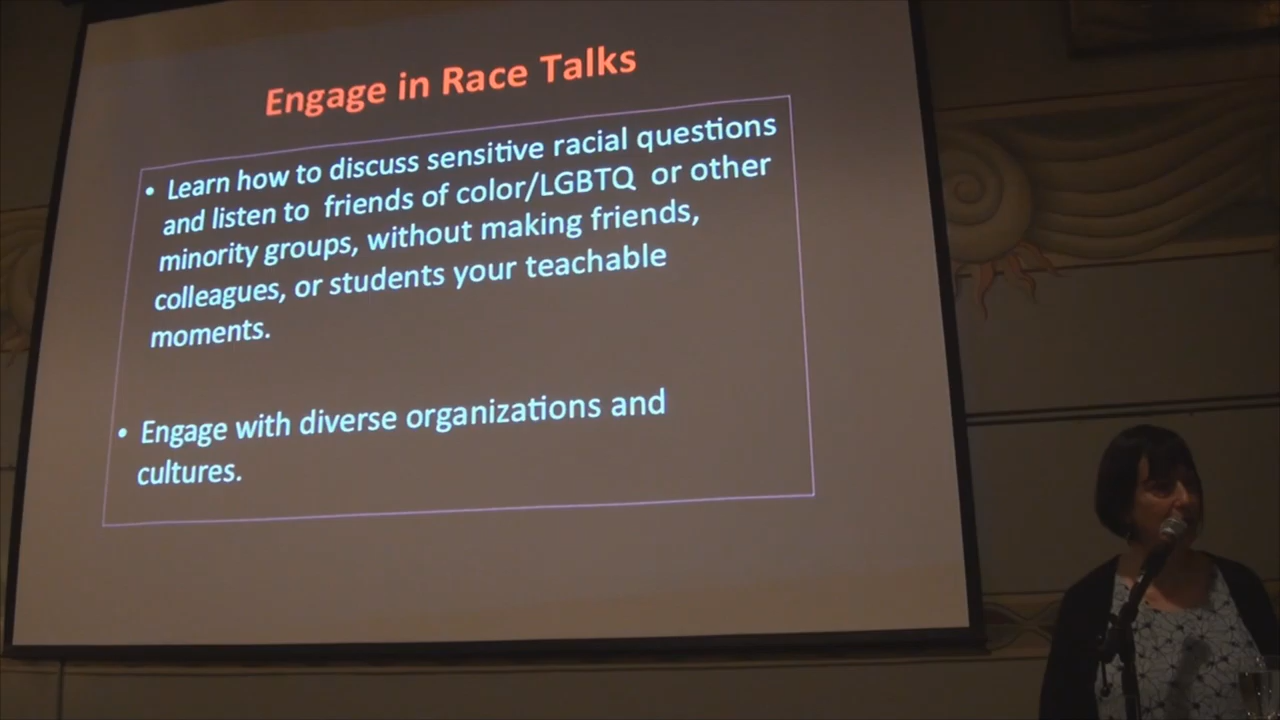 Engage in Race Talks
• Learn how to discuss sensitive racial questions
and listen to friends of color/LGBTQ or other
minority groups, without making friends,
colleagues, or students your teachable
moments.
• Engage with diverse organizations and
cultures.